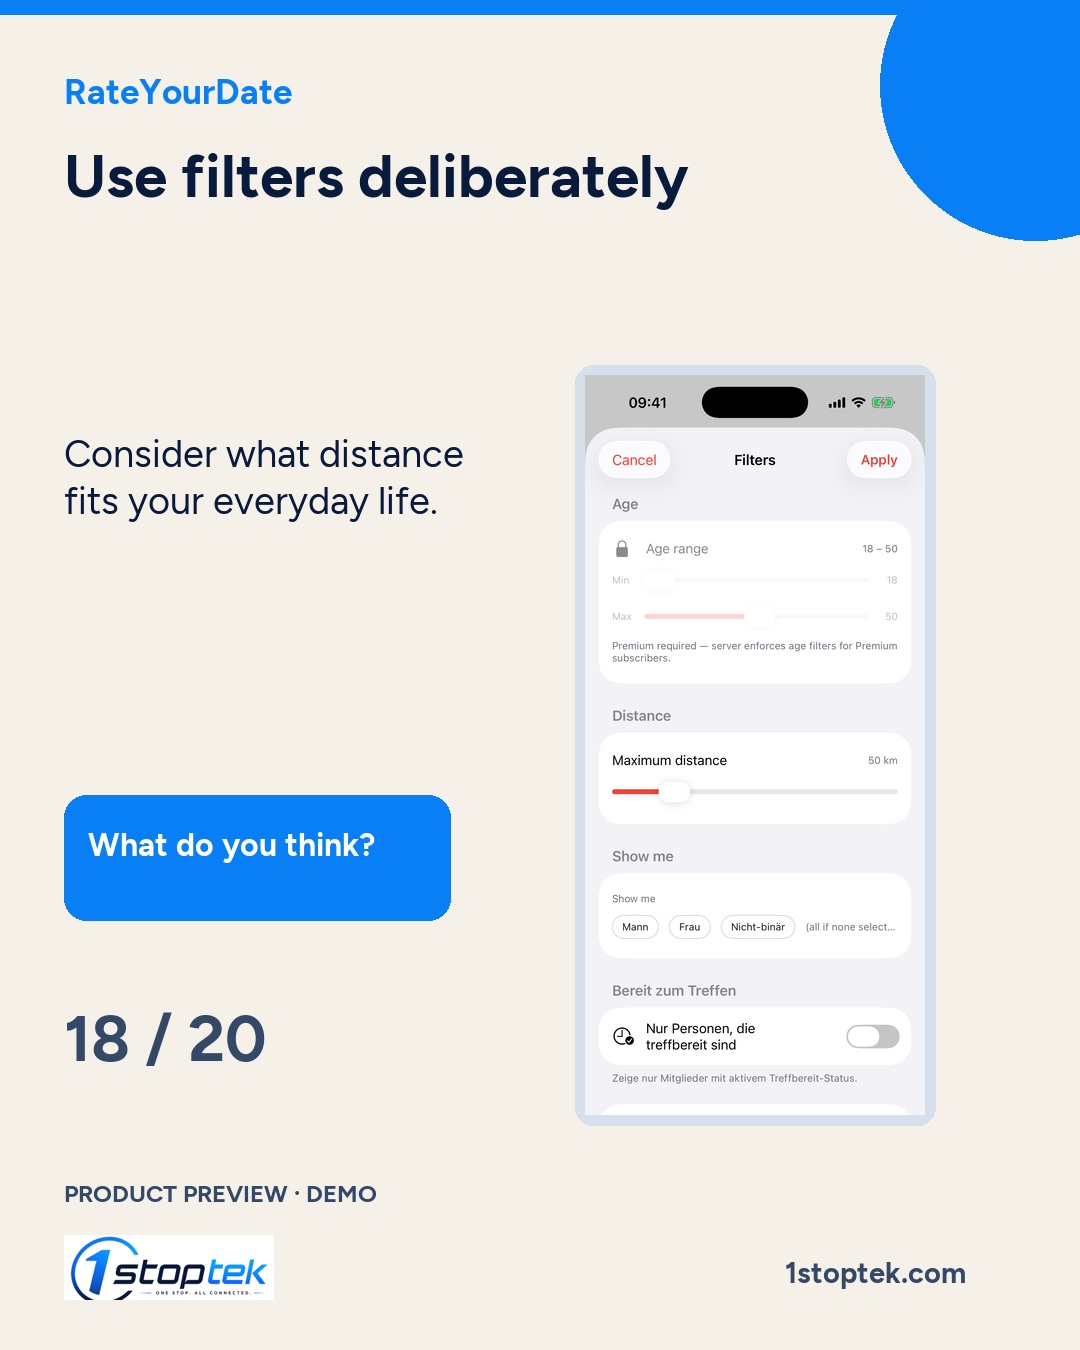 RateYourDate
Use filters deliberately
Consider what distance
fits your everyday life.
What do you think?
18 / 20
09:41
Cancel
Filters
Apply
Age
Age range
18 – 50
Min
18
Max
50
Premium required — server enforces age filters for Premium
subscribers.
Distance
Maximum distance
50 km
Show me
Show me
Mann
Frau
Nicht-binär
(all if none select...
Bereit zum Treffen
Nur Personen, die
treffbereit sind
Zeige nur Mitglieder mit aktivem Treffbereit-Status.
PRODUCT PREVIEW · DEMO
1stoptek
ONE STOP. ALL CONNECTED.
1stoptek.com